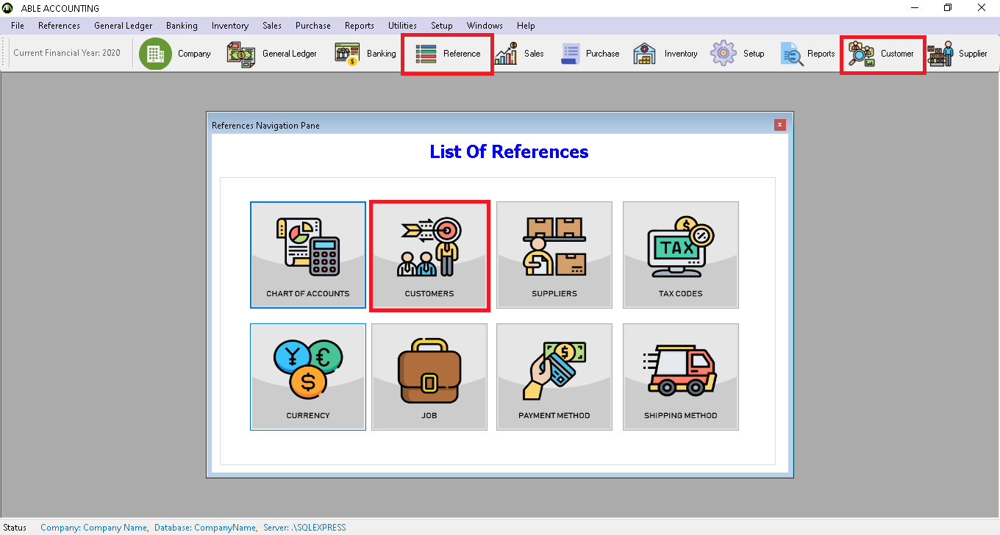 ABLE ACCOUNTING
File References General Ledger Banking Inventory Sales Purchase Reports Utilities Setup Windows Help
Current Financial Year: 2020 Company General Ledger Banking Reference Sales Purchase Inventory Setup Reports Customer Supplier
References Navigation Pane
List Of References
CHART OF ACCOUNTS CUSTOMERS SUPPLIERS TAX
TAX CODES
CURRENCY JOB PAYMENT METHOD SHIPPING METHOD
Status Company: Company Name, Database: CompanyName, Server: .\SQLEXPRESS